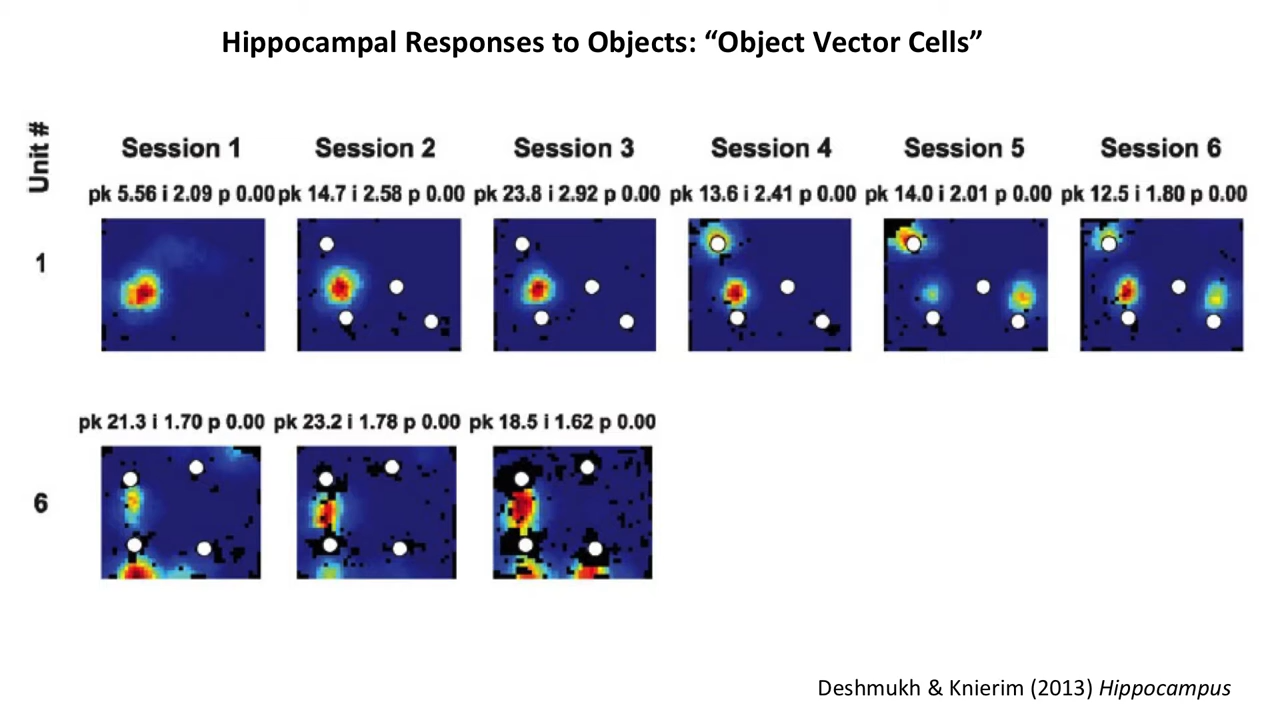 Hippocampal Responses to Objects: “Object Vector Cells”
Unit #
Session 1 Session 2 Session 3 Session 4 Session 5 Session 6
pk 5.56 i 2.09 p 0.00 pk 14.7 i 2.58 p 0.00 pk 23.8 i 2.92 p 0.00 pk 13.6 i 2.41 p 0.00 pk 14.0 i 2.01 p 0.00 pk 12.5 i 1.80 p 0.00
1
pk 21.3 i 1.70 p 0.00 pk 23.2 i 1.78 p 0.00 pk 18.5 i 1.62 p 0.00
6
Deshmukh & Knierim (2013) Hippocampus